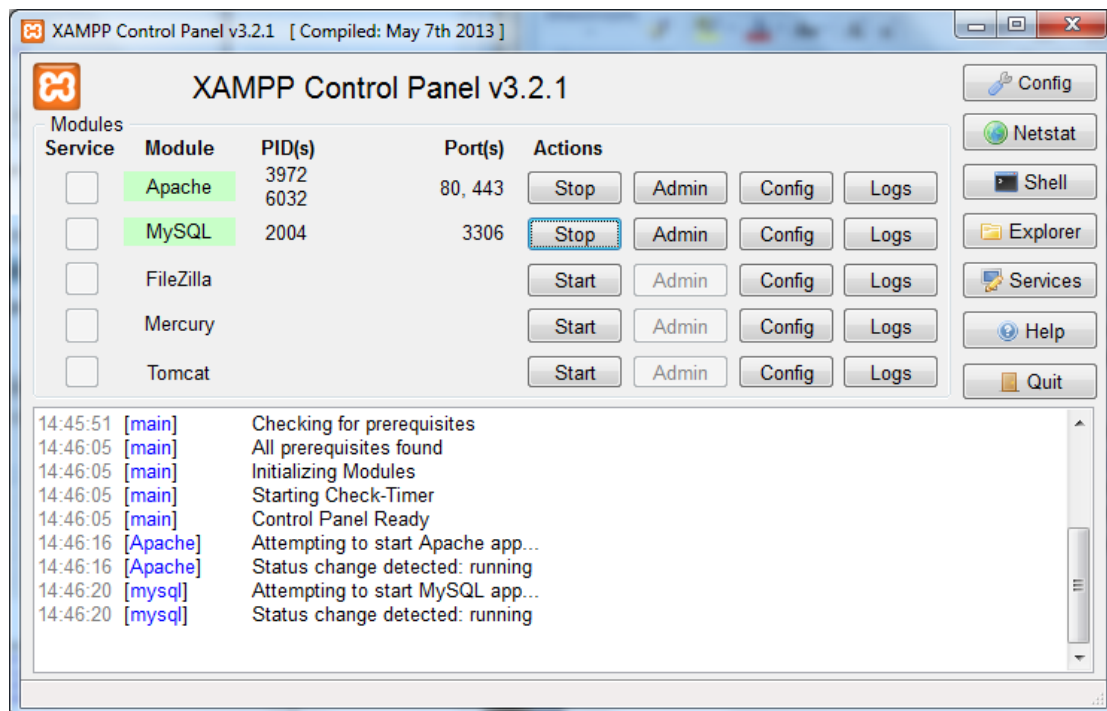 XAMPP Control Panel v3.2.1 [ Compiled: May 7th 2013 ]
XAMPP Control Panel v3.2.1
Config
Modules
Netstat
Service Module PID(s) Port(s) Actions
Apache 3972 6032 80, 443 Stop Admin Config Logs
Shell
MySQL 2004 3306 Stop Admin Config Logs
Explorer
FileZilla Start Admin Config Logs
Services
Mercury Start Admin Config Logs
Help
Tomcat Start Admin Config Logs
Quit
14:45:51 [main] Checking for prerequisites
14:46:05 [main] All prerequisites found
14:46:05 [main] Initializing Modules
14:46:05 [main] Starting Check-Timer
14:46:05 [main] Control Panel Ready
14:46:16 [Apache] Attempting to start Apache app...
14:46:16 [Apache] Status change detected: running
14:46:20 [mysql] Attempting to start MySQL app...
14:46:20 [mysql] Status change detected: running